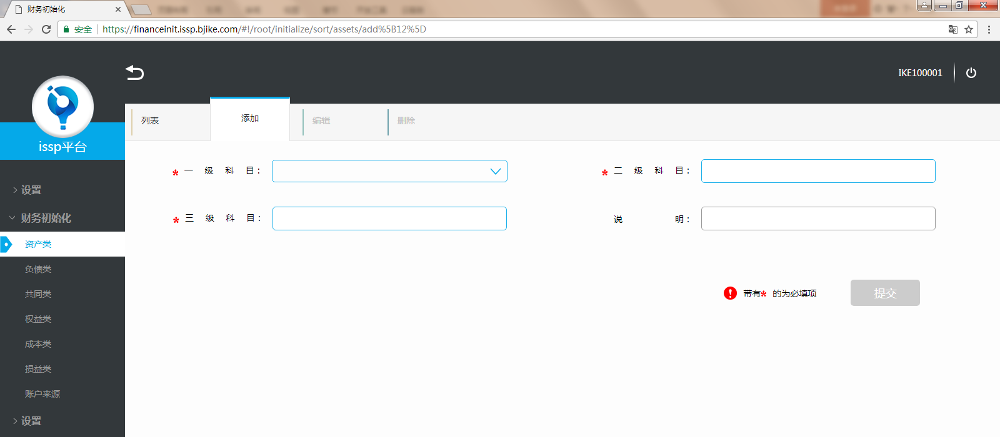 财务初始化
安全
https://financeinit.issp.bjike.com/#!/root/initialize/sort/assets/add%5B12%5D
IKE100001
issp平台
列表
添加
编辑
删除
* 一级科目：
* 二级科目：
* 三级科目：
说明：
带有* 的为必填项
提交
设置
财务初始化
资产类
负债类
共同类
权益类
成本类
损益类
账户来源
设置